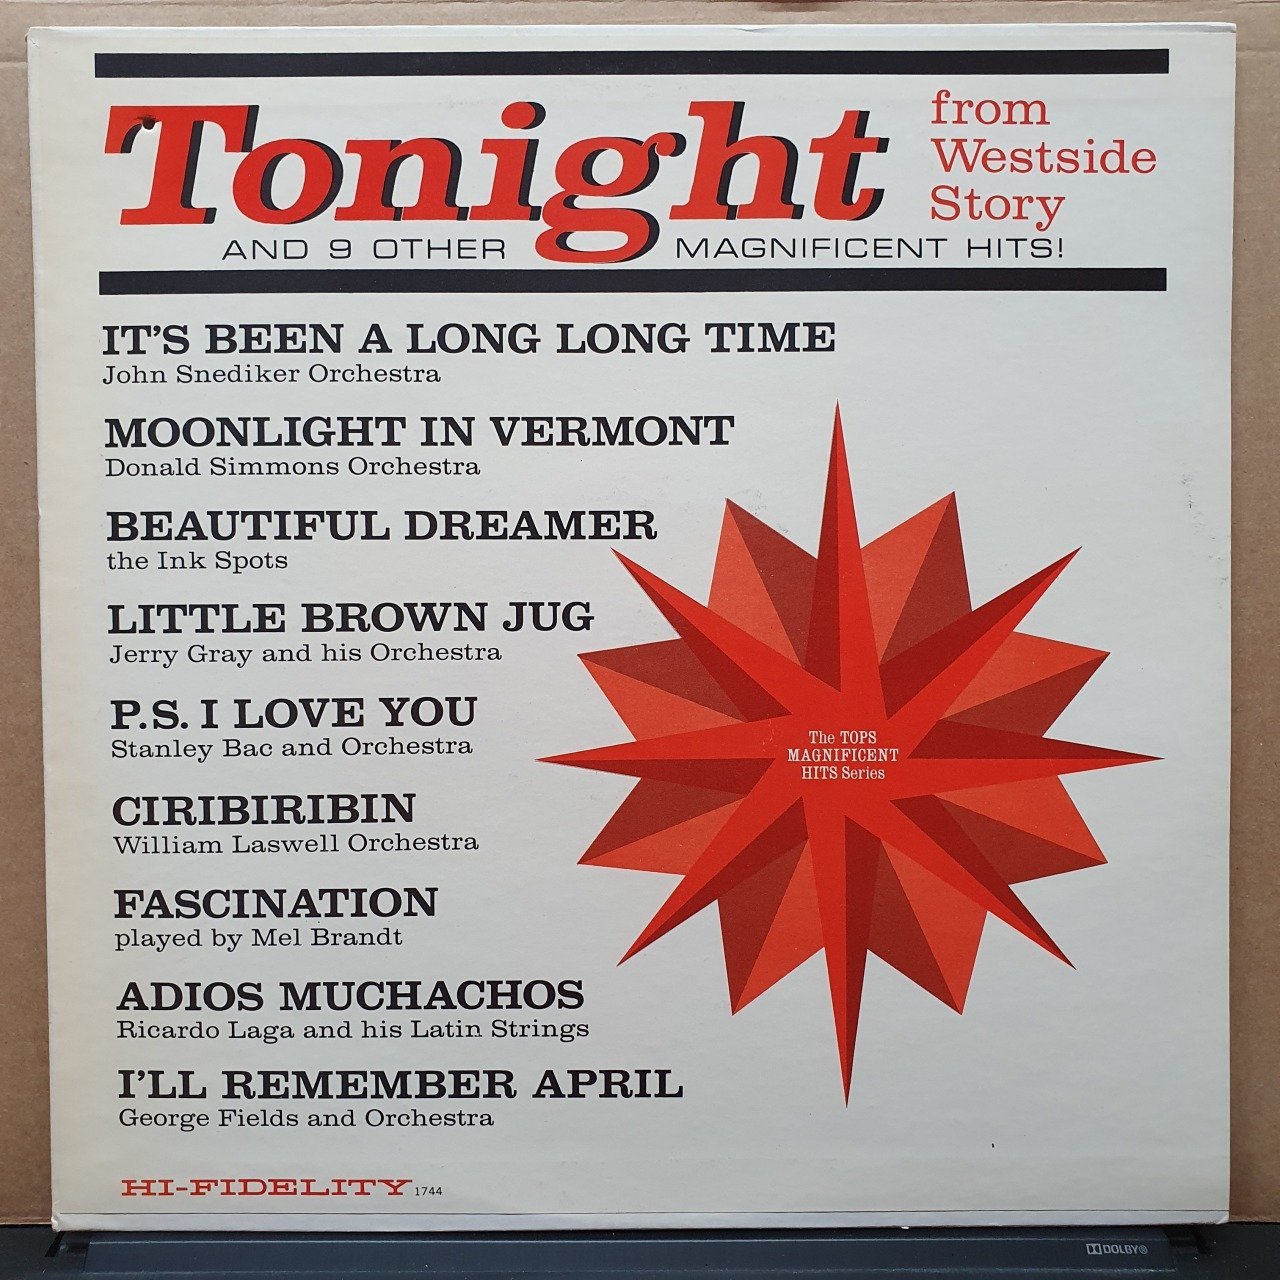 Tonight
from
Westside
Story
AND 9 OTHER MAGNIFICENT HITS!
IT'S BEEN A LONG LONG TIME
John Snediker Orchestra
MOONLIGHT IN VERMONT
Donald Simmons Orchestra
BEAUTIFUL DREAMER
the Ink Spots
LITTLE BROWN JUG
Jerry Gray and his Orchestra
P.S. I LOVE YOU
Stanley Bac and Orchestra
CIRIBIRIBIN
William Laswell Orchestra
FASCINATION
played by Mel Brandt
ADIOS MUCHACHOS
Ricardo Laga and his Latin Strings
I'LL REMEMBER APRIL
George Fields and Orchestra
The TOPS
MAGNIFICENT
HITS Series
HI-FIDELITY 1744
DOLBY®